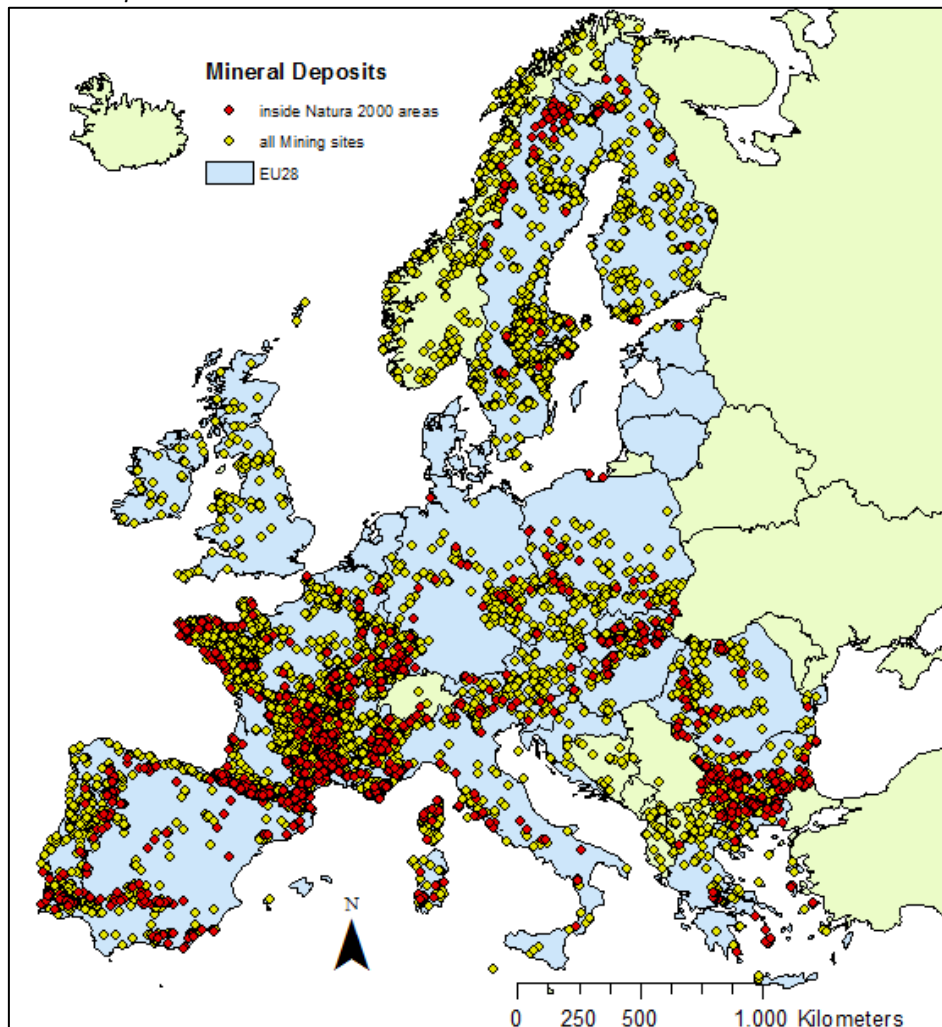 Mineral Deposits
inside Natura 2000 areas
all Mining sites
EU28
N
0 250 500 1.000 Kilometers